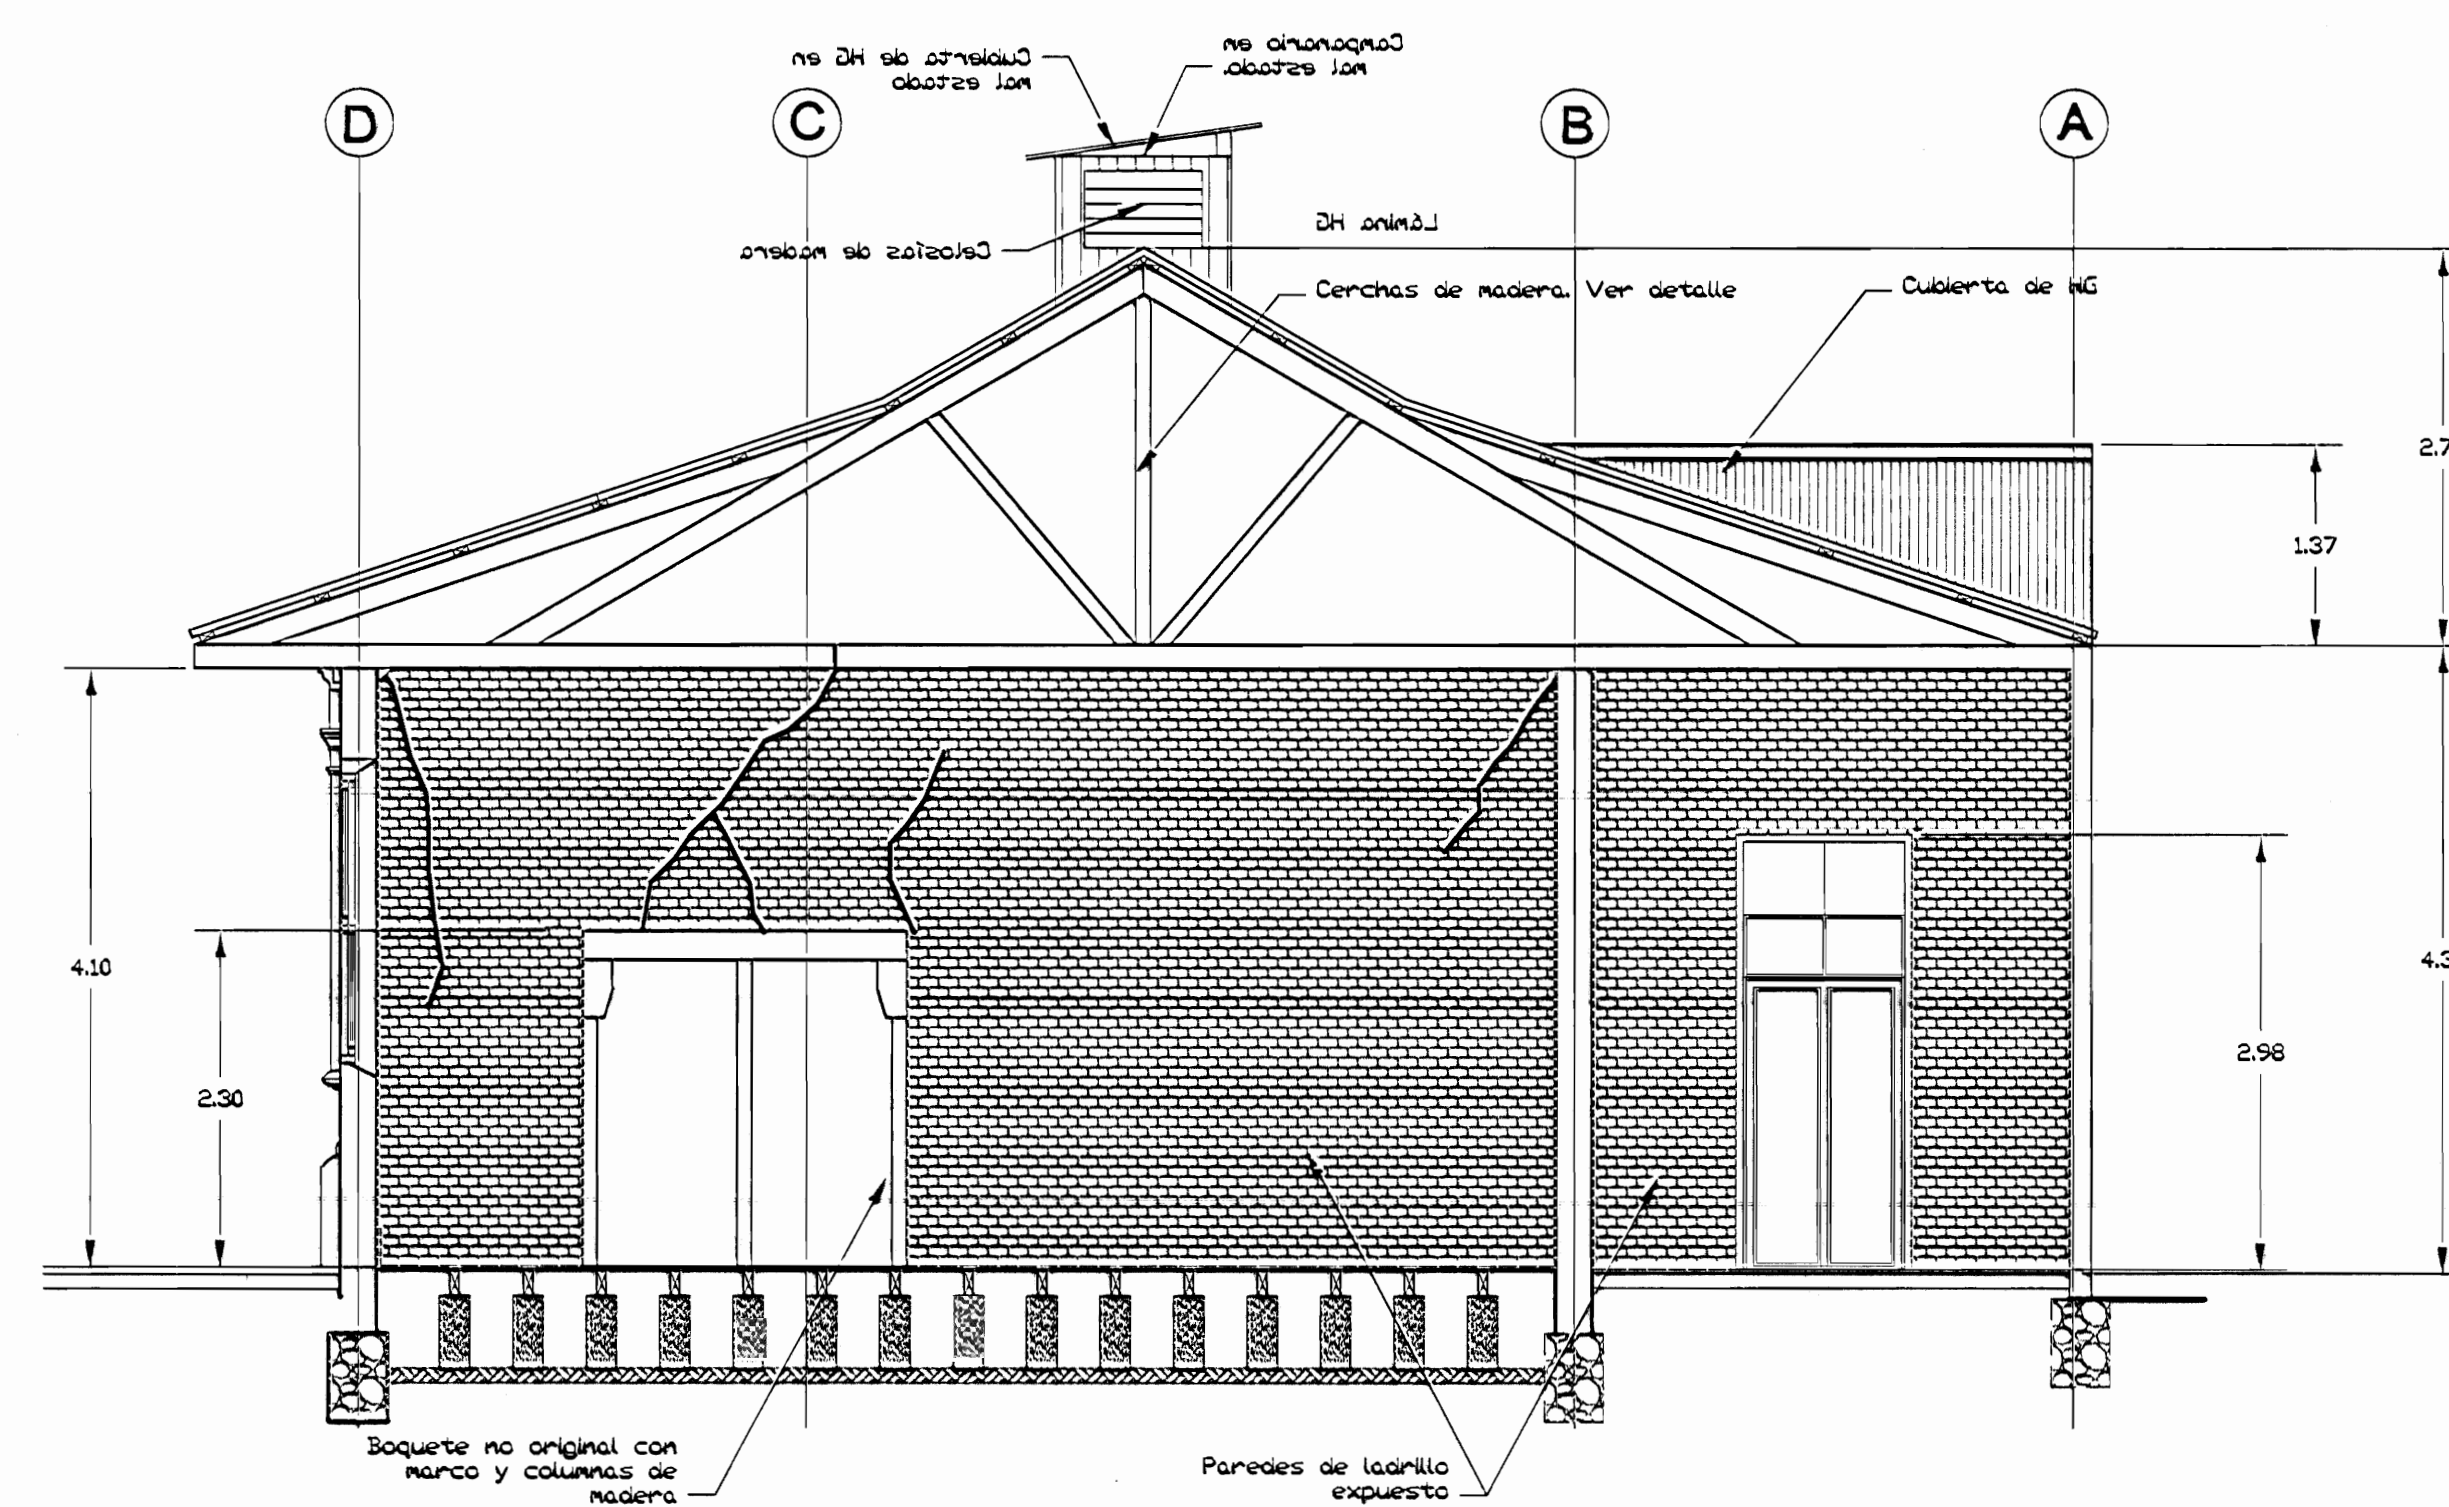 Cubierta de HG en
mal estado
Campanario en
mal estado.
D
C
B
A
Lámina HG
Celosías de madera
Cerchas de madera. Ver detalle
Cubierta de HG
2.7
1.37
4.10
4.3
2.98
2.30
Boquete no original con
marco y columnas de
madera
Paredes de ladrillo
expuesto